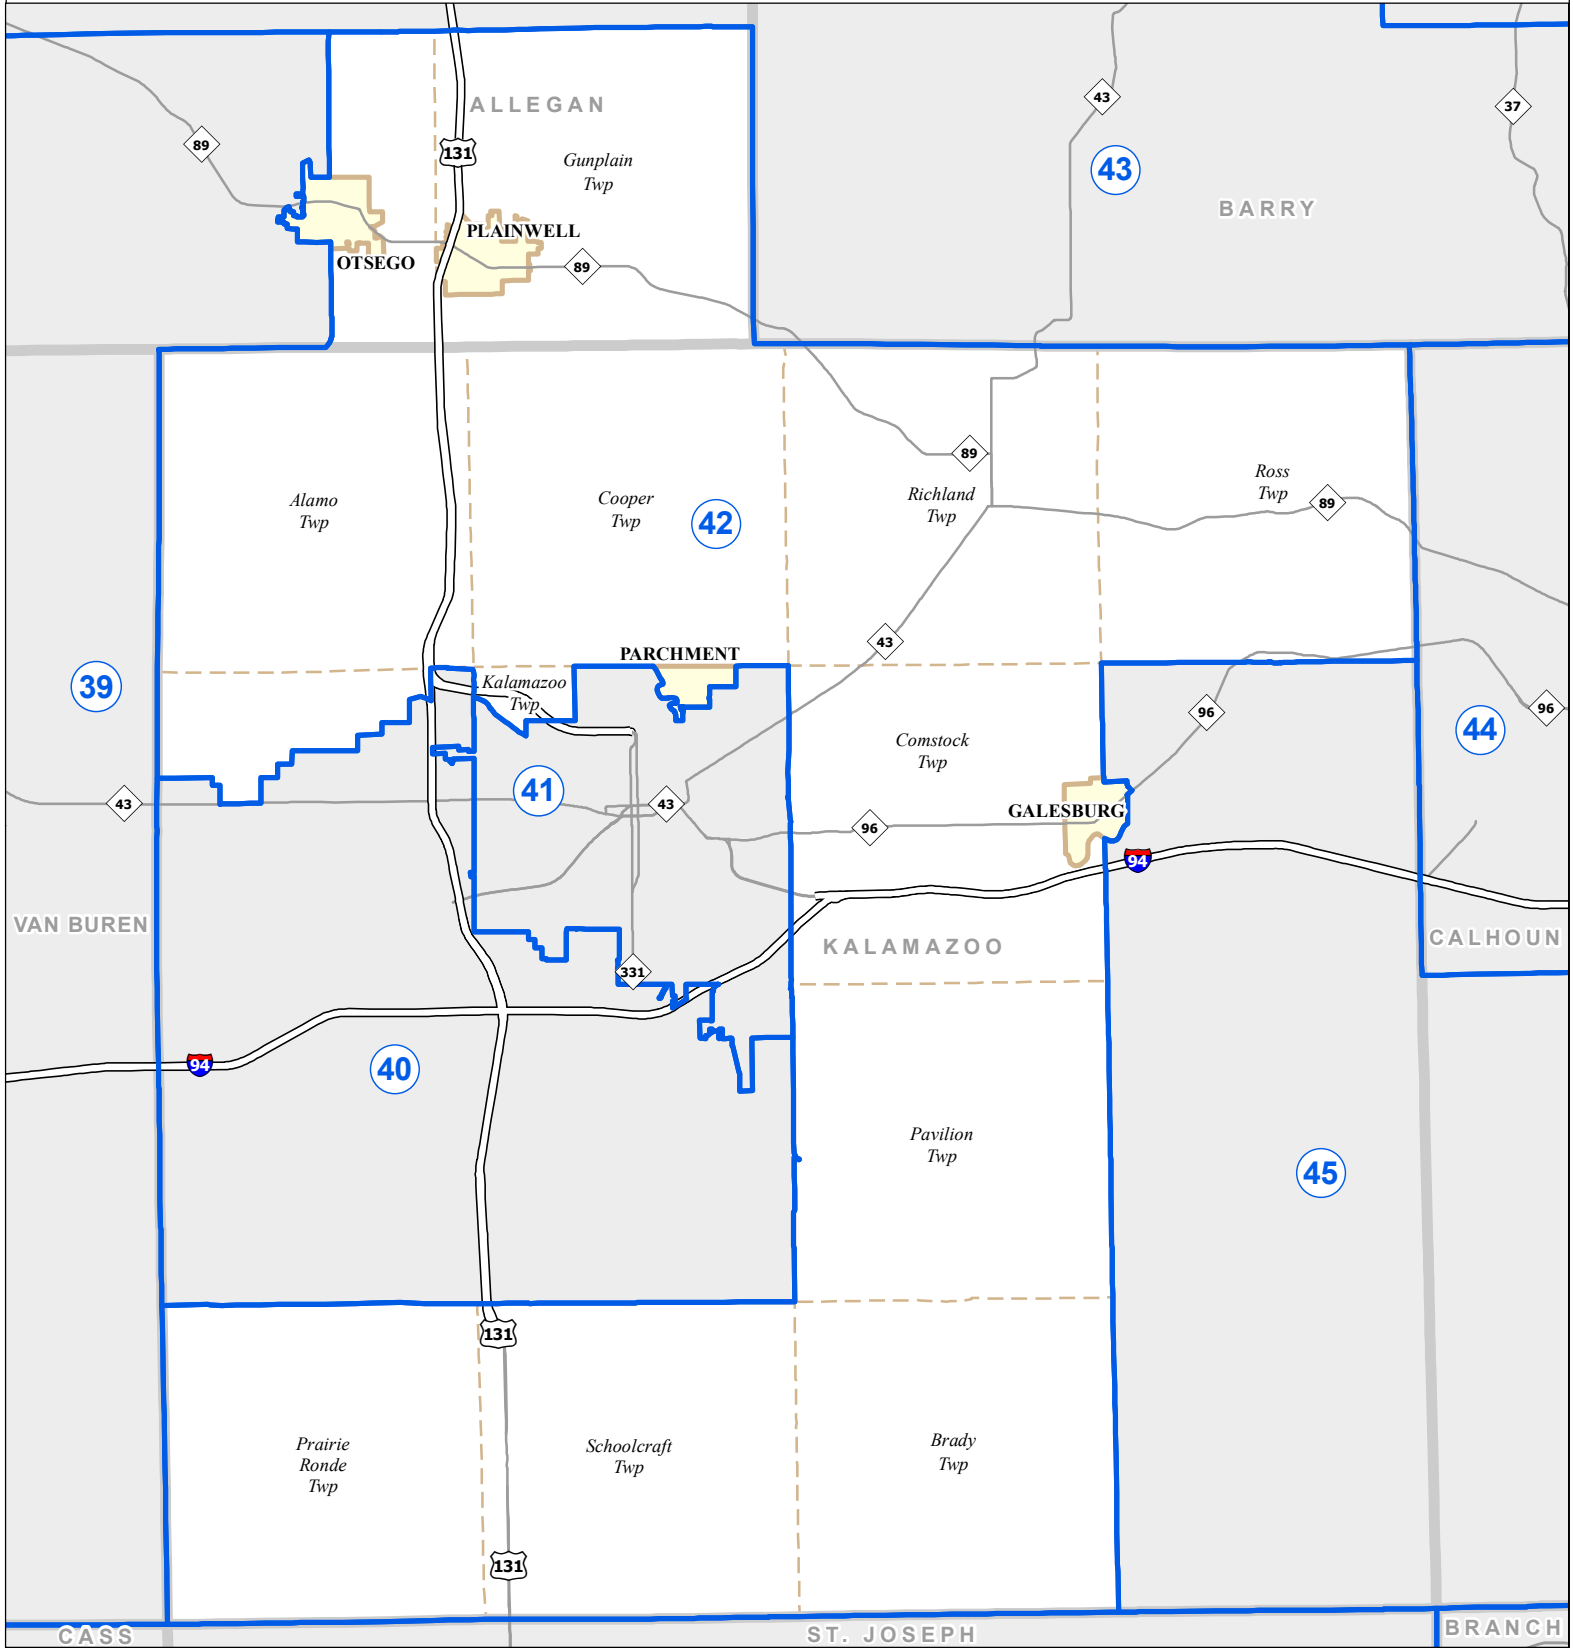 43
37
ALLEGAN
89
131
Gunplain
Twp
43
BARRY
PLAINWELL
OTSEGO
89
89
Alamo
Twp
Cooper
Twp
42
Richland
Twp
Ross
Twp
89
43
PARCHMENT
39
Kalamazoo
Twp
96
96
44
Comstock
Twp
41
43
43
GALESBURG
96
94
VAN BUREN
KALAMAZOO
CALHOUN
331
94
40
Pavilion
Twp
45
131
Prairie
Ronde
Twp
Schoolcraft
Twp
Brady
Twp
131
CASS
ST. JOSEPH
BRANCH